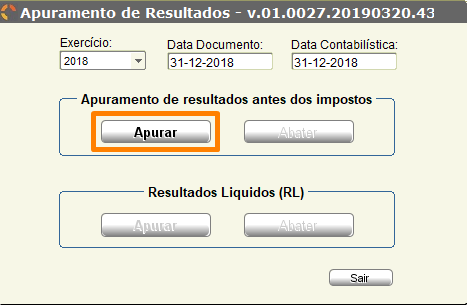 Apuramento de Resultados - v.01.0027.20190320.43
Exercício: Data Documento: Data Contabilística:
2018 31-12-2018 31-12-2018
Apuramento de resultados antes dos impostos
Apurar Abater
Resultados Liquidos (RL)
Apurar Abater
Sair